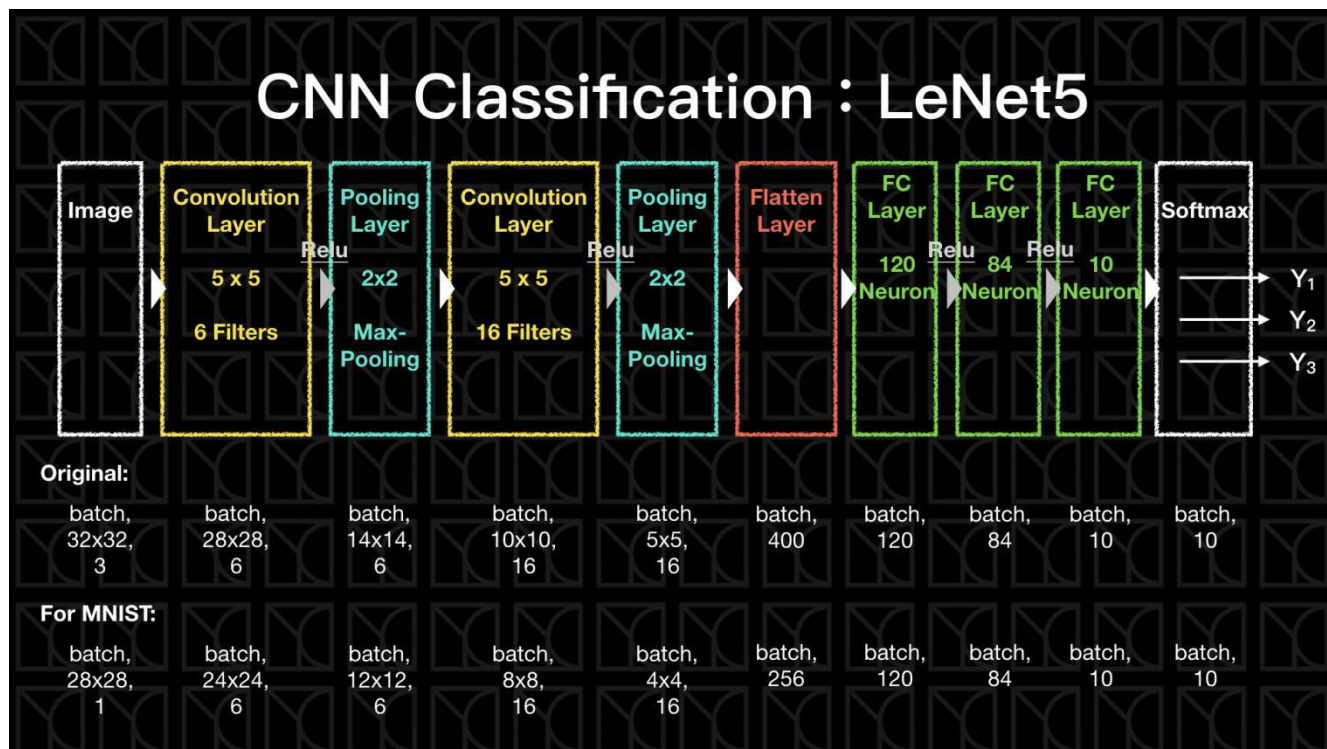 CNN Classification : LeNet5
Image
Convolution
Layer
5 x 5
6 Filters
Relu
Pooling
Layer
2x2
Max-
Pooling
Convolution
Layer
5 x 5
16 Filters
Relu
Pooling
Layer
2x2
Max-
Pooling
Flatten
Layer
FC
Layer
120
Neuron
Relu
FC
Layer
84
Neuron
Relu
FC
Layer
10
Neuron
Softmax
Y₁
Y₂
Y₃
Original:
batch,
32x32,
3
batch,
28x28,
6
batch,
14x14,
6
batch,
10x10,
16
batch,
5x5,
16
batch,
400
batch,
120
batch,
84
batch,
10
batch,
10
For MNIST:
batch,
28x28,
1
batch,
24x24,
6
batch,
12x12,
6
batch,
8x8,
16
batch,
4x4,
16
batch,
256
batch,
120
batch,
84
batch,
10
batch,
10